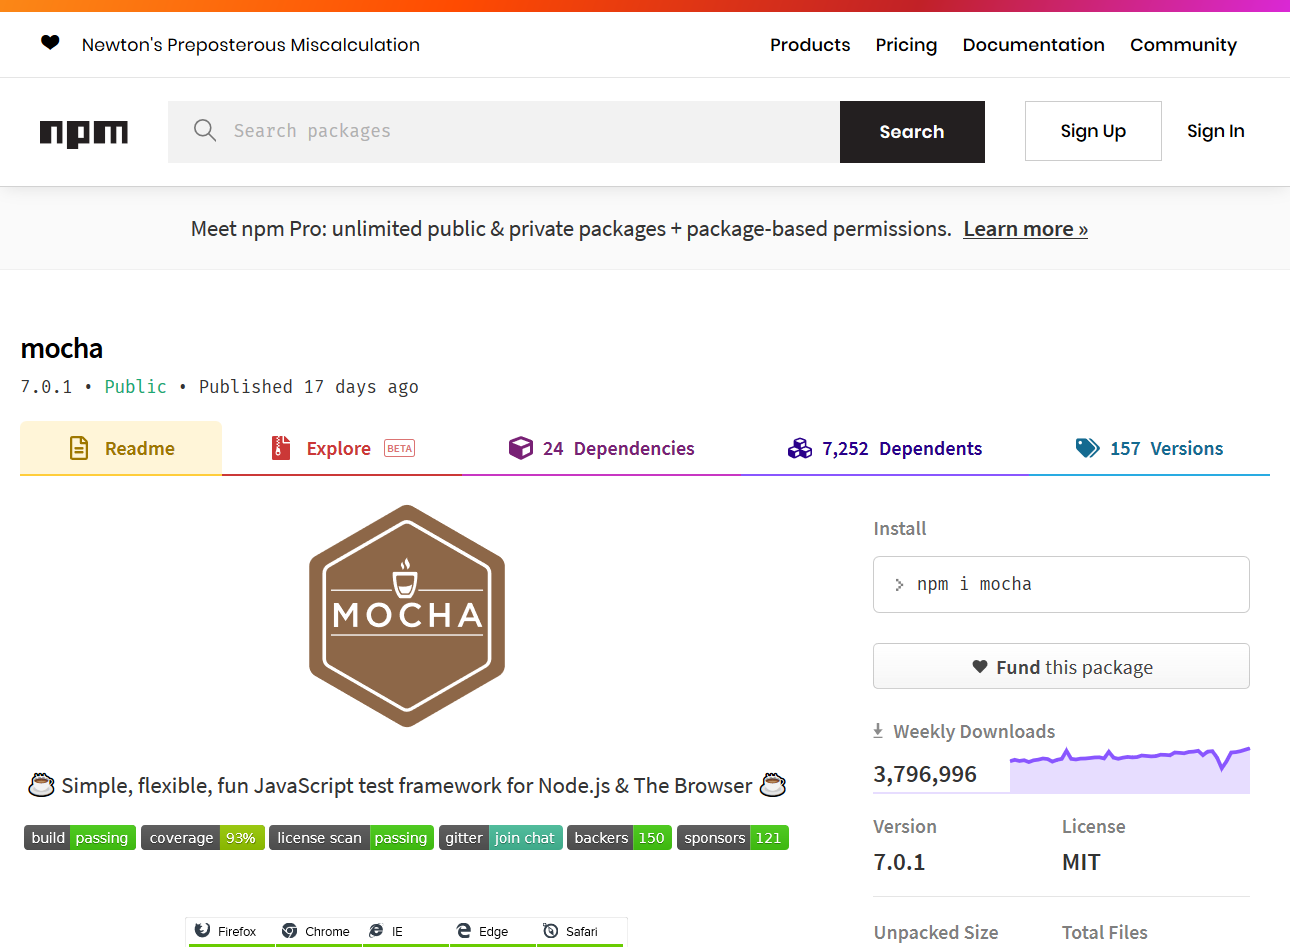 Newton's Preposterous Miscalculation
Products Pricing Documentation Community
npm
Search packages
Search
Sign Up
Sign In
Meet npm Pro: unlimited public & private packages + package-based permissions. Learn more »
mocha
7.0.1 • Public • Published 17 days ago
Readme
Explore BETA
24 Dependencies
7,252 Dependents
157 Versions
MOCHA
Simple, flexible, fun JavaScript test framework for Node.js & The Browser
build passing coverage 93% license scan passing gitter join chat backers 150 sponsors 121
Firefox Chrome IE Edge Safari
Install
npm i mocha
Fund this package
Weekly Downloads
3,796,996
Version License
7.0.1 MIT
Unpacked Size Total Files